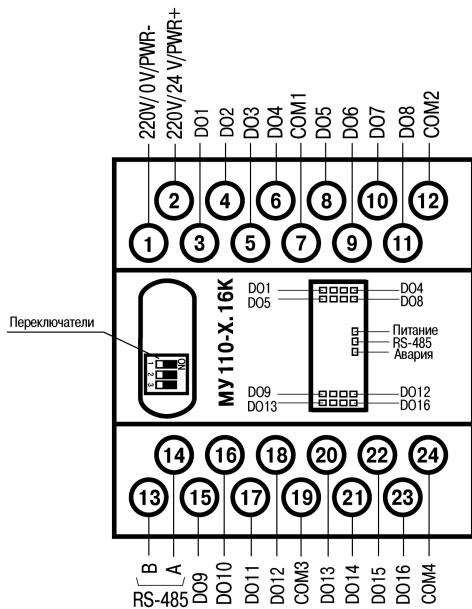 220V/ 0 V/PWR-
220V/24 V/PWR+
DO1
DO2
DO3
DO4
COM1
DO5
DO6
DO7
DO8
COM2
2
4
6
8
10
12
1
3
5
7
9
11
Переключатели
ON
1
2
3
МУ110-Х.16К
DO1
DO4
DO5
DO8
Питание
RS-485
Авария
DO9
DO12
DO13
DO16
14
16
18
20
22
24
13
15
17
19
21
23
B
A
RS-485
DO9
DO10
DO11
DO12
COM3
DO13
DO14
DO15
DO16
COM4